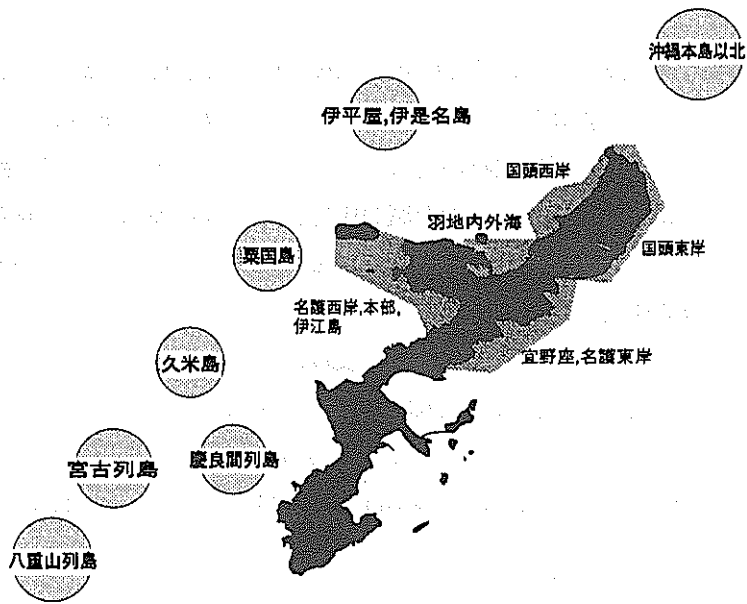 沖縄本島以北
伊平屋,伊是名島
国頭西岸
羽地内外海
国頭東岸
粟国島
名護西岸,本部,
伊江島
宜野座,名護東岸
久米島
慶良間列島
宮古列島
八重山列島